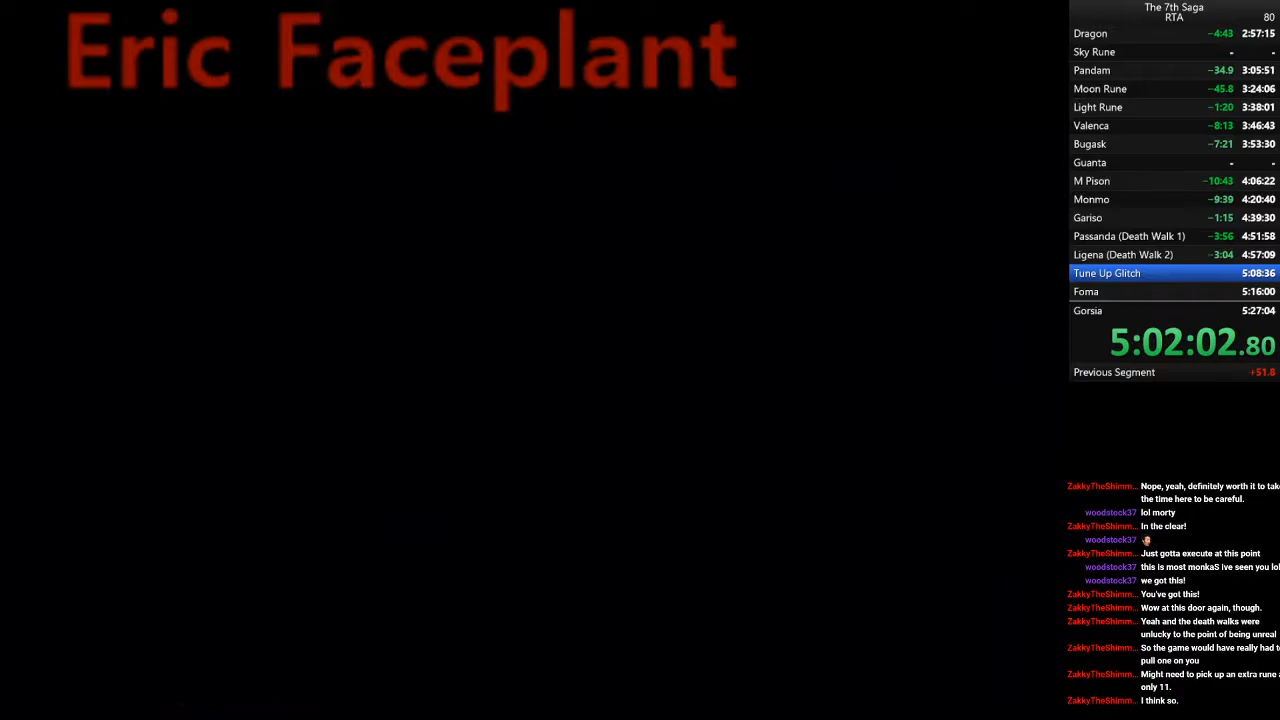 Eric Faceplant
The 7th Saga
RTA 80
Dragon -4:43 2:57:15
Sky Rune - -
Pandam -34.9 3:05:51
Moon Rune -45.8 3:24:06
Light Rune -1:20 3:38:01
Valenca -8:13 3:46:43
Bugask -7:21 3:53:30
Guanta - -
M Pison -10:43 4:06:22
Monmo -9:39 4:20:40
Gariso -1:15 4:39:30
Passanda (Death Walk 1) -3:56 4:51:58
Ligena (Death Walk 2) -3:04 4:57:09
Tune Up Glitch 5:08:36
Foma 5:16:00
Gorsia 5:27:04
5:02:02.80
Previous Segment +51.8
ZakkyTheShimm... Nope, yeah, definitely worth it to take
the time here to be careful.
woodstock37 lol morty
ZakkyTheShimm... In the clear!
woodstock37
ZakkyTheShimm... Just gotta execute at this point
woodstock37 this is most monkaS ive seen you lol
woodstock37 we got this!
ZakkyTheShimm... You've got this!
ZakkyTheShimm... Wow at this door again, though.
ZakkyTheShimm... Yeah and the death walks were
unlucky to the point of being unreal
ZakkyTheShimm... So the game would have really had to
pull one on you
ZakkyTheShimm... Might need to pick up an extra rune a
only 11.
ZakkyTheShimm... I think so.